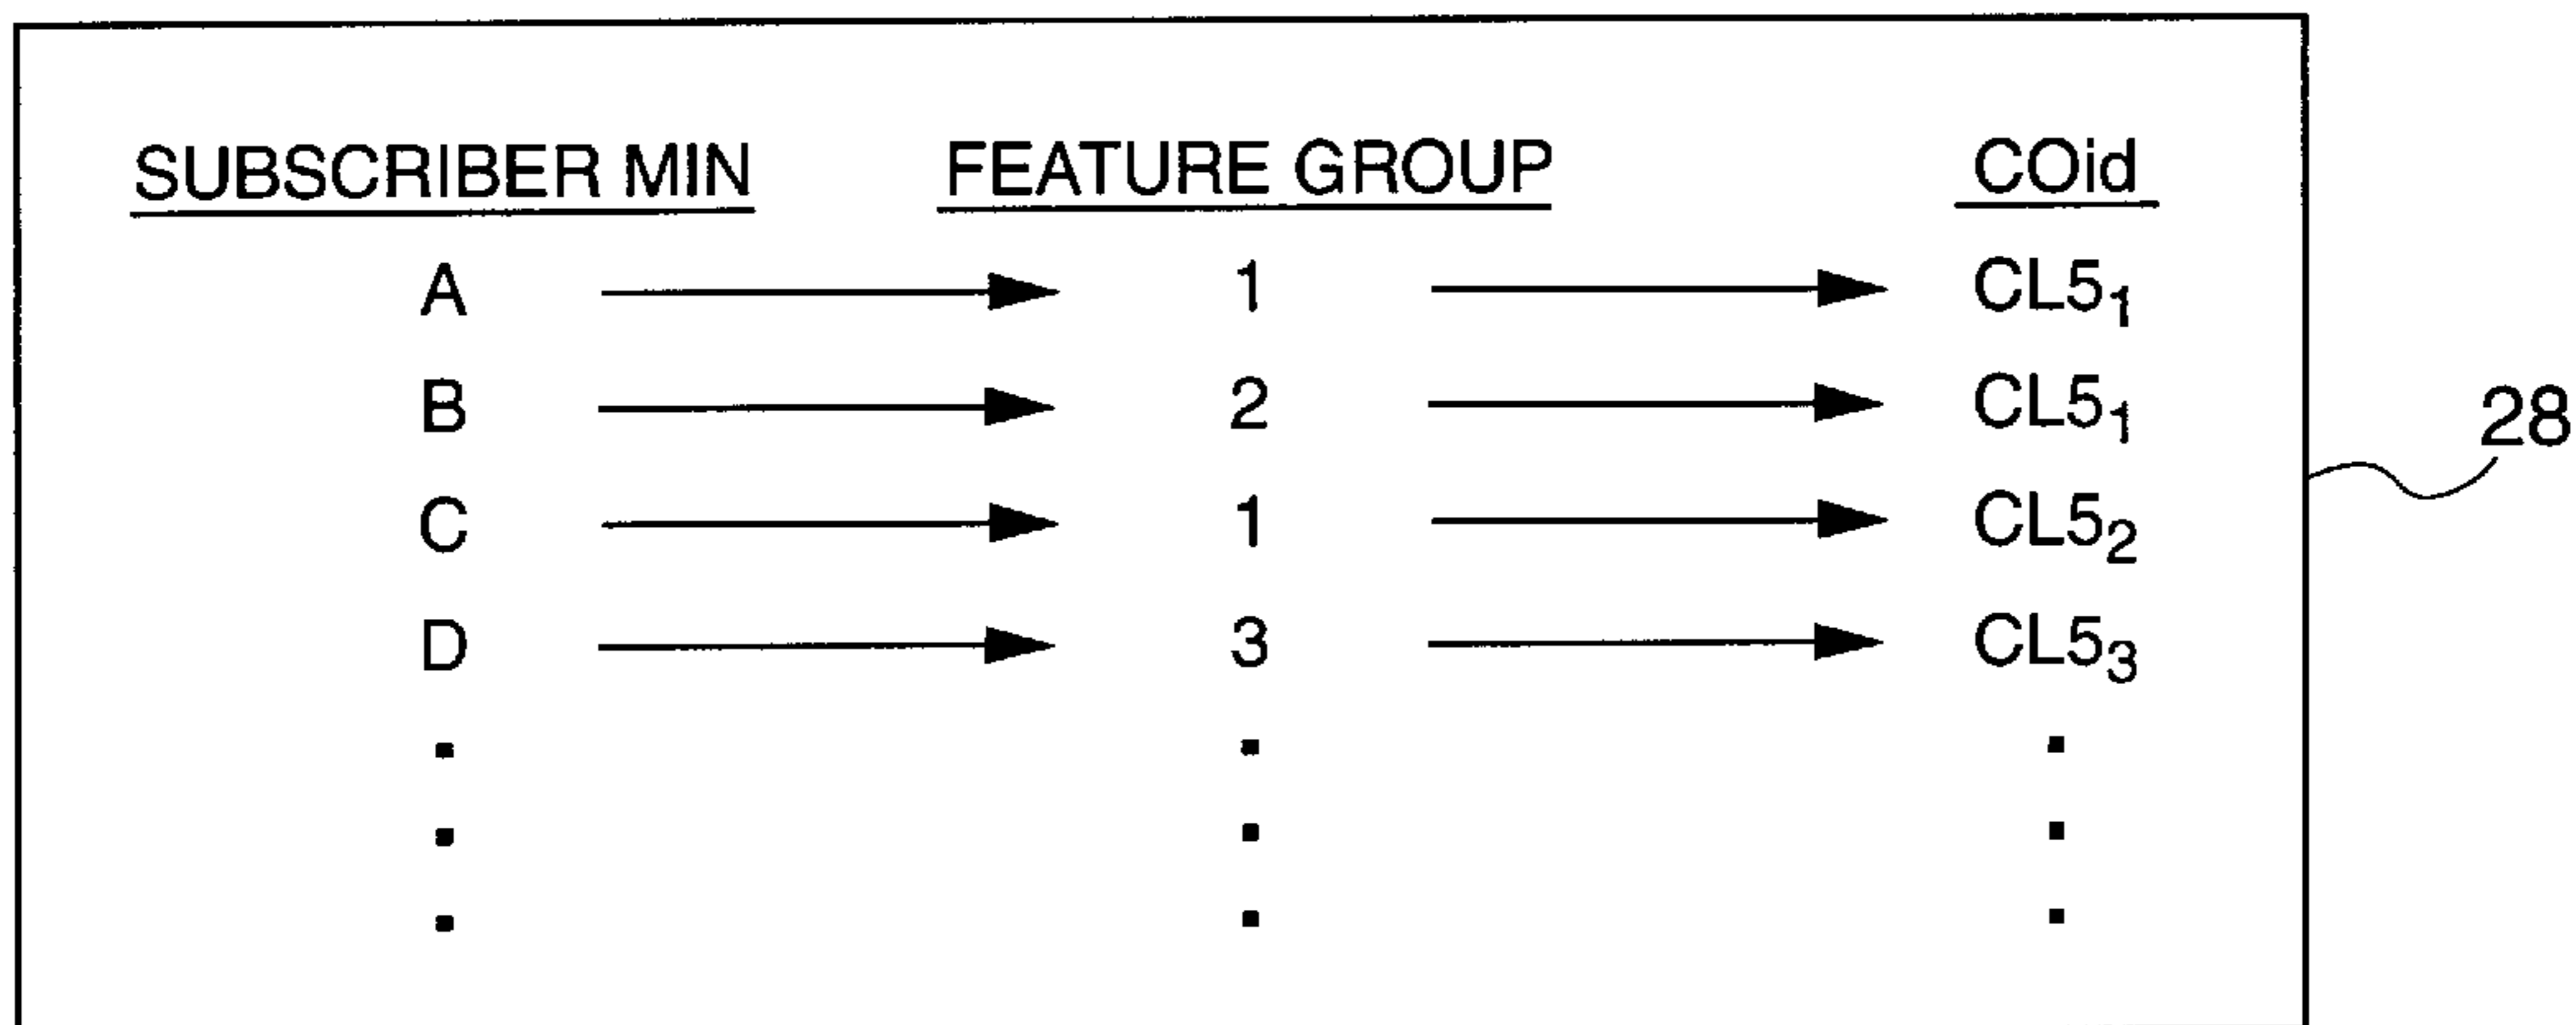 SUBSCRIBER MIN FEATURE GROUP COid
A 1 CL5₁
B 2 CL5₁
C 1 CL5₂
D 3 CL5₃
28